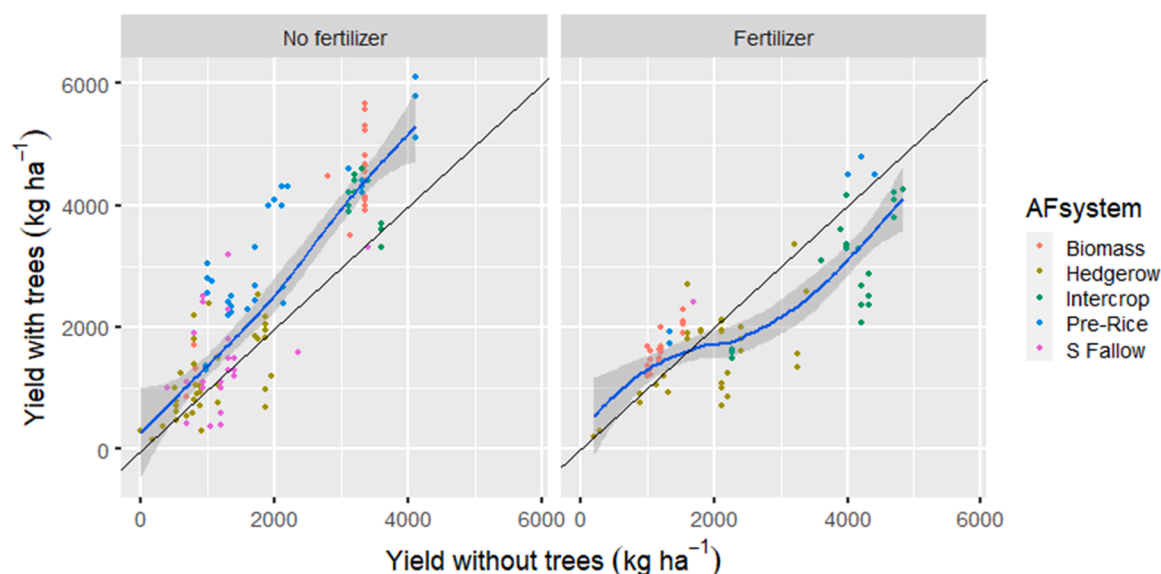 No fertilizer
Fertilizer
6000
4000
2000
0
Yield with trees (kg ha⁻¹)
0
2000
4000
6000
0
2000
4000
6000
Yield without trees (kg ha⁻¹)
AFsystem
Biomass
Hedgerow
Intercrop
Pre-Rice
S Fallow